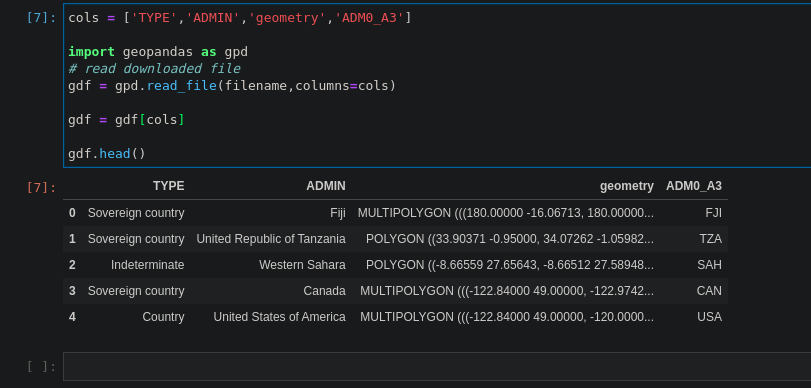 [7]: cols = ['TYPE','ADMIN','geometry','ADM0_A3']
import geopandas as gpd
# read downloaded file
gdf = gpd.read_file(filename,columns=cols)
gdf = gdf[cols]
gdf.head()
[7]: TYPE ADMIN geometry ADM0_A3
0 Sovereign country Fiji MULTIPOLYGON (((180.00000 -16.06713, 180.00000... FJI
1 Sovereign country United Republic of Tanzania POLYGON ((33.90371 -0.95000, 34.07262 -1.05982... TZA
2 Indeterminate Western Sahara POLYGON ((-8.66559 27.65643, -8.66512 27.58948... SAH
3 Sovereign country Canada MULTIPOLYGON (((-122.84000 49.00000, -122.9742... CAN
4 Country United States of America MULTIPOLYGON (((-122.84000 49.00000, -120.0000... USA
[ ]: